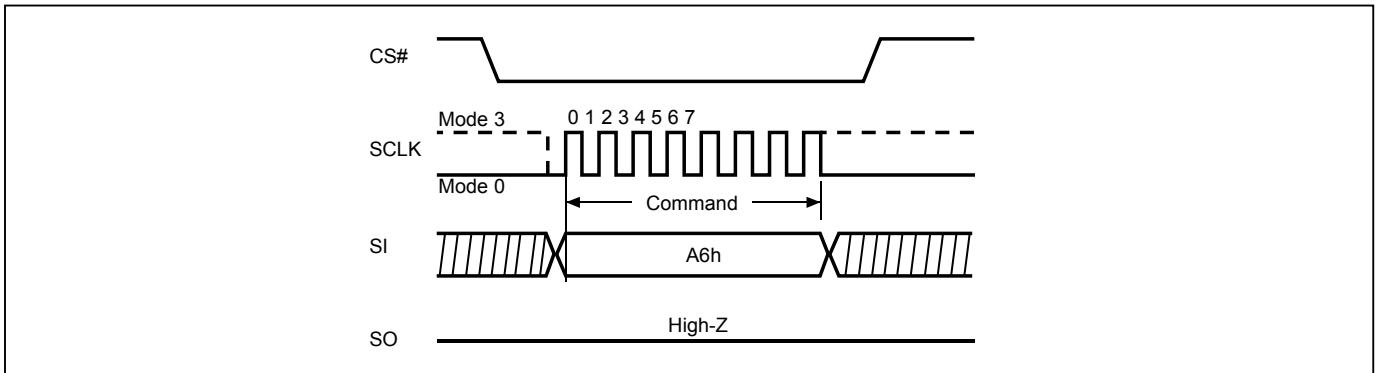 CS#
Mode 3
0 1 2 3 4 5 6 7
SCLK
Mode 0
Command
SI
A6h
High-Z
SO